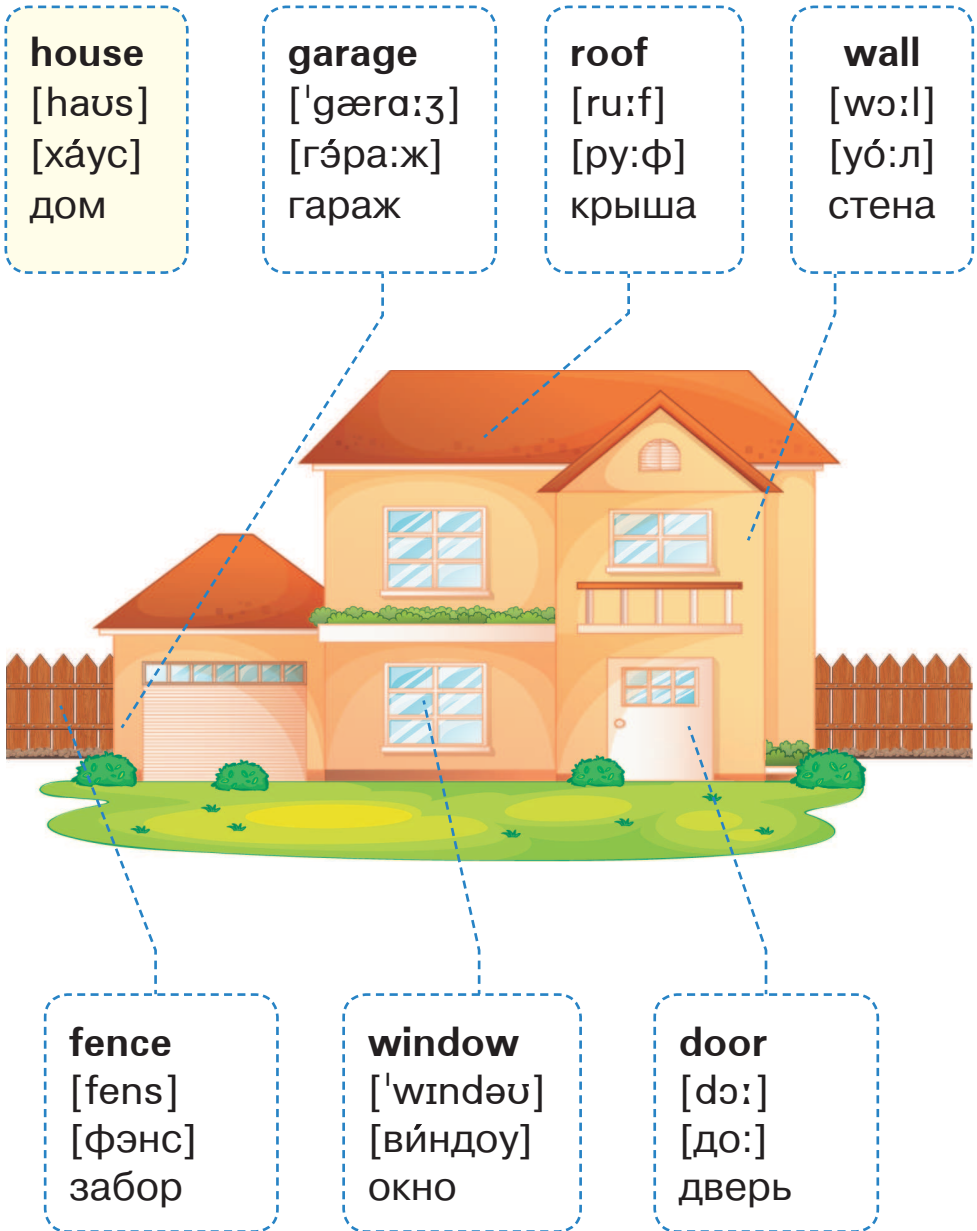 house
[haʊs]
[ха́ус]
дом
garage
[ˈgærɑːʒ]
[гэ́ра:ж]
гараж
roof
[ruːf]
[ру:ф]
крыша
wall
[wɔːl]
[уо́:л]
стена
fence
[fens]
[фэнс]
забор
window
[ˈwɪndəʊ]
[ви́ндоу]
окно
door
[dɔː]
[до:]
дверь